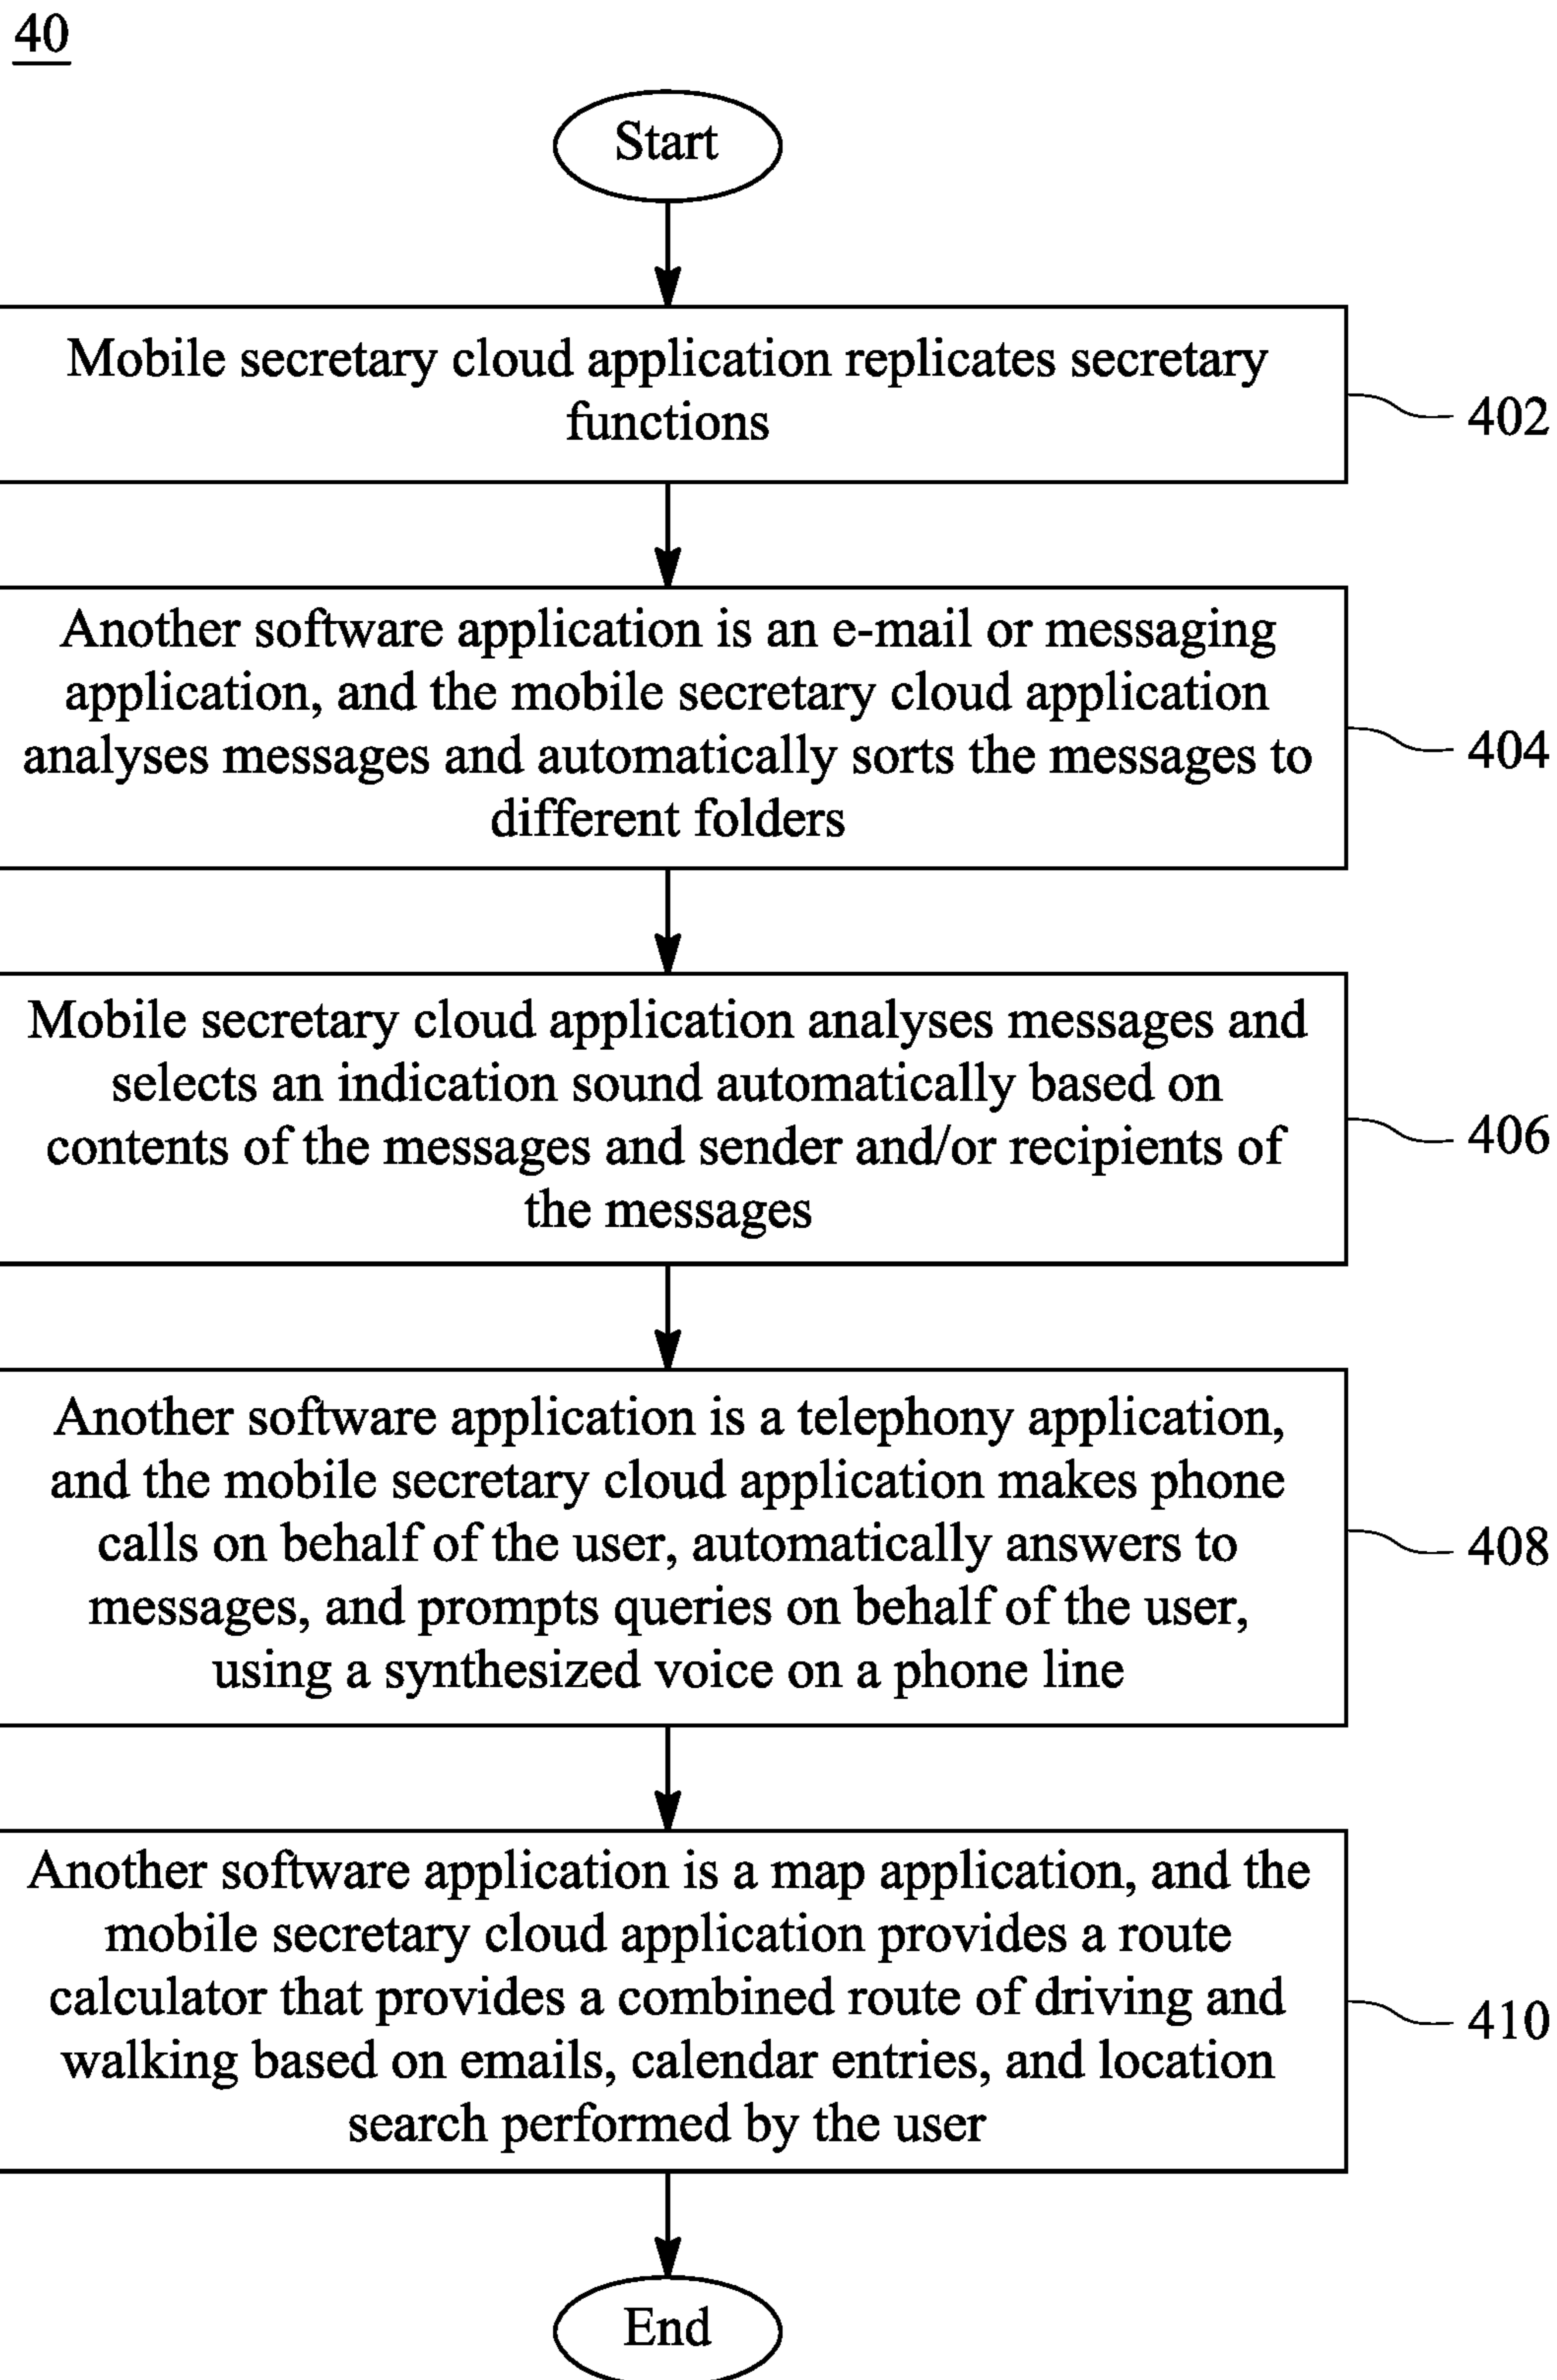 40
Start
Mobile secretary cloud application replicates secretary
functions
402
Another software application is an e-mail or messaging
application, and the mobile secretary cloud application
analyses messages and automatically sorts the messages to
different folders
404
Mobile secretary cloud application analyses messages and
selects an indication sound automatically based on
contents of the messages and sender and/or recipients of
the messages
406
Another software application is a telephony application,
and the mobile secretary cloud application makes phone
calls on behalf of the user, automatically answers to
messages, and prompts queries on behalf of the user,
using a synthesized voice on a phone line
408
Another software application is a map application, and the
mobile secretary cloud application provides a route
calculator that provides a combined route of driving and
walking based on emails, calendar entries, and location
search performed by the user
410
End